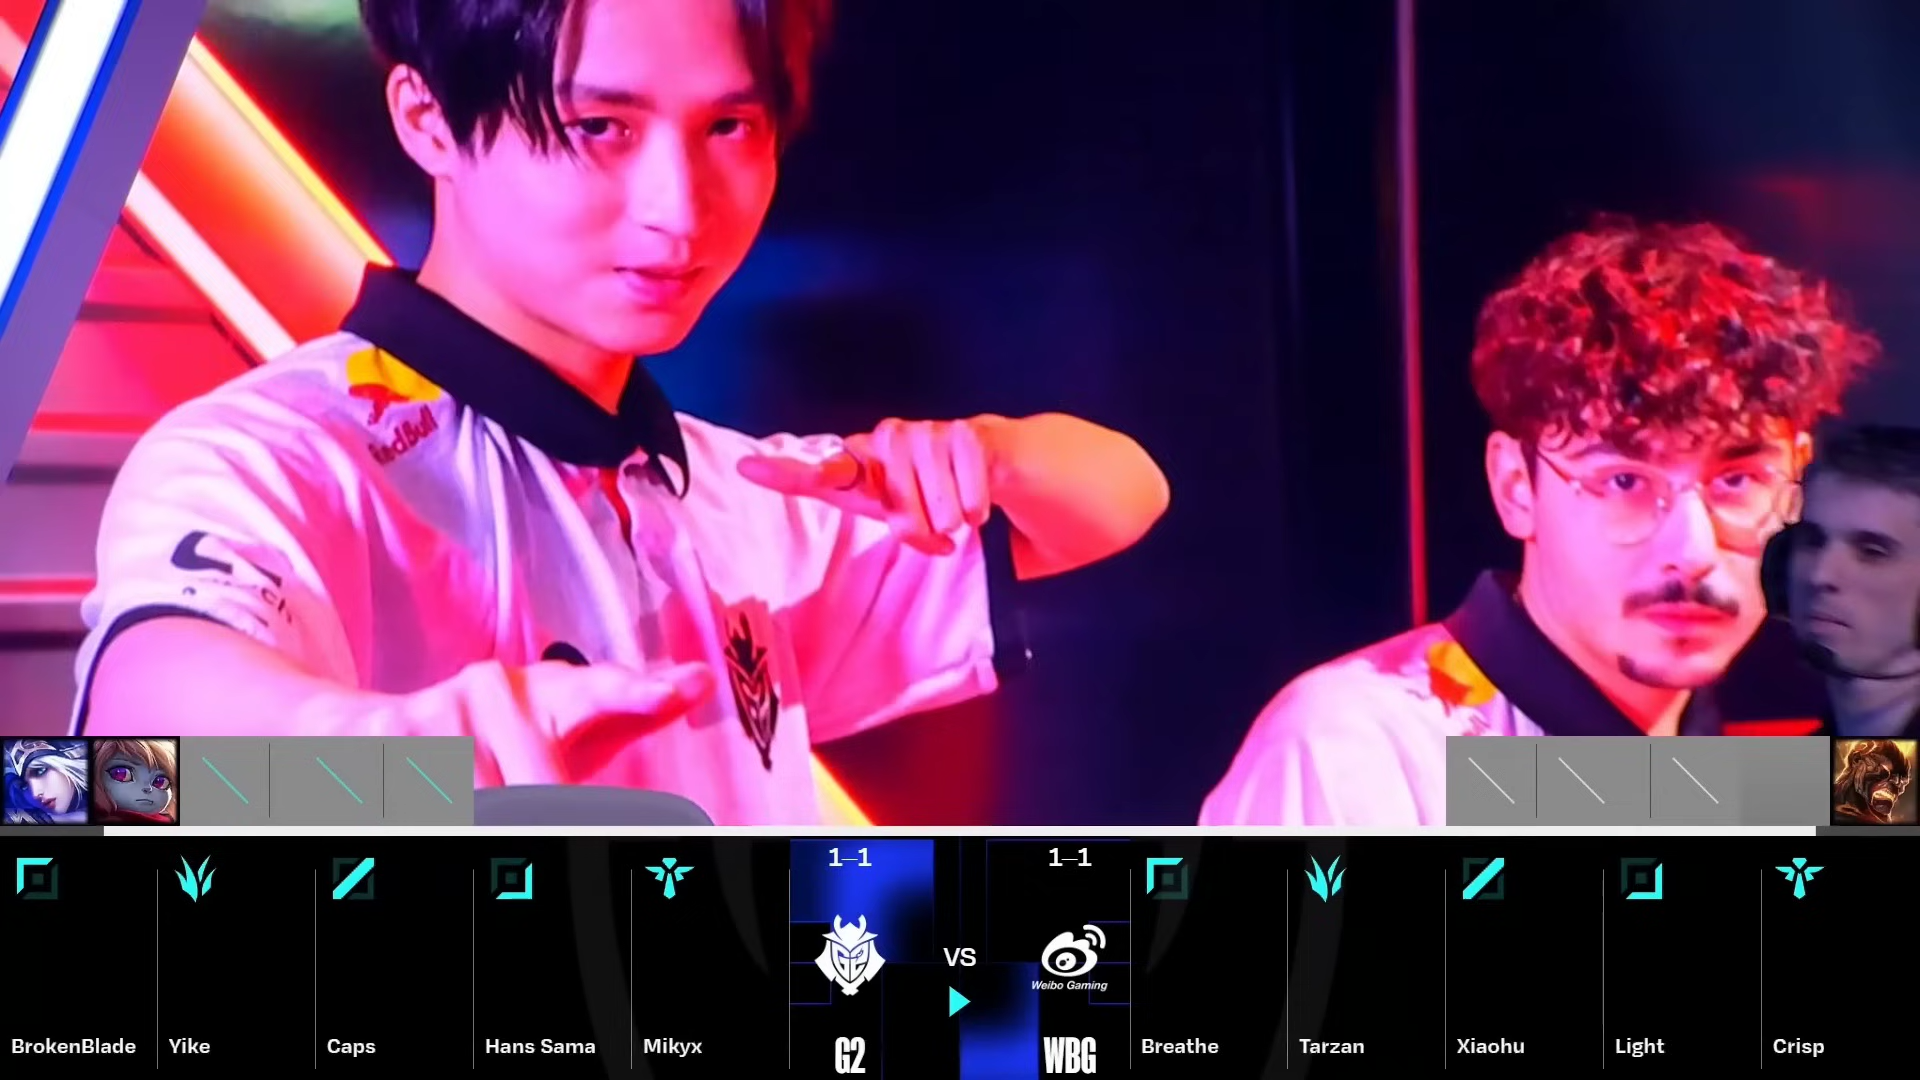 RedBull
1–1
1–1
VS
Weibo Gaming
BrokenBlade
Yike
Caps
Hans Sama
Mikyx
G2
WBG
Breathe
Tarzan
Xiaohu
Light
Crisp